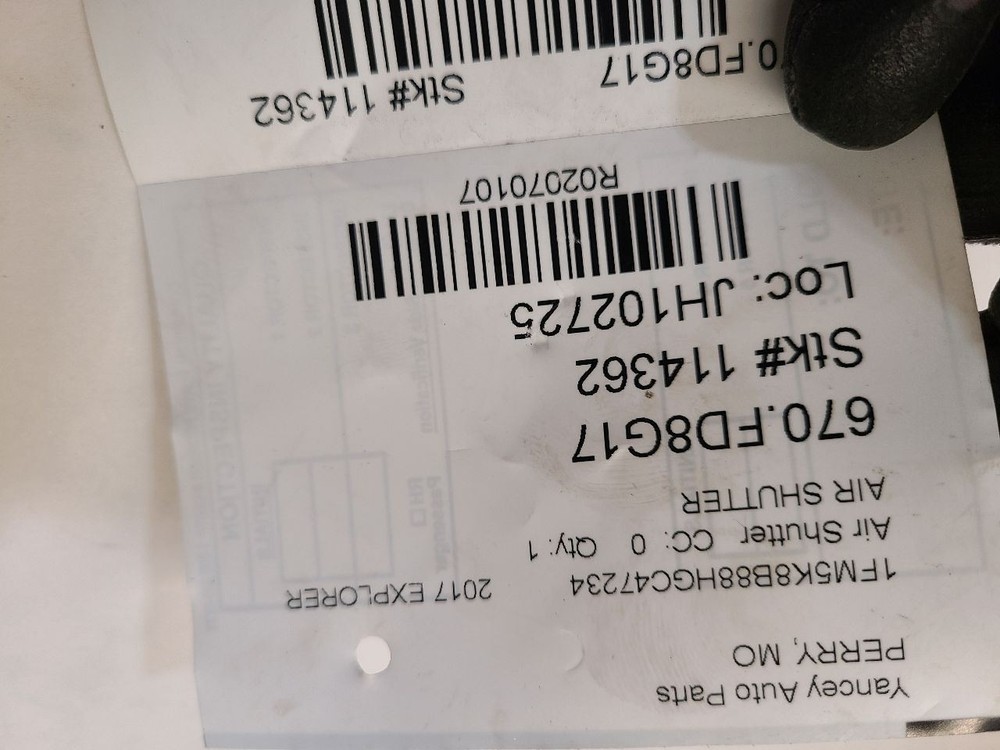 Yancey Auto Parts
PERRY, MO
1FM5K8B88HGC47234 2017 EXPLORER
Air Shutter CC: 0 Qty: 1
AIR SHUTTER
670.FD8G17
Stk# 114362
Loc: JH102725
R02070107
70.FD8G17 Stk# 114362